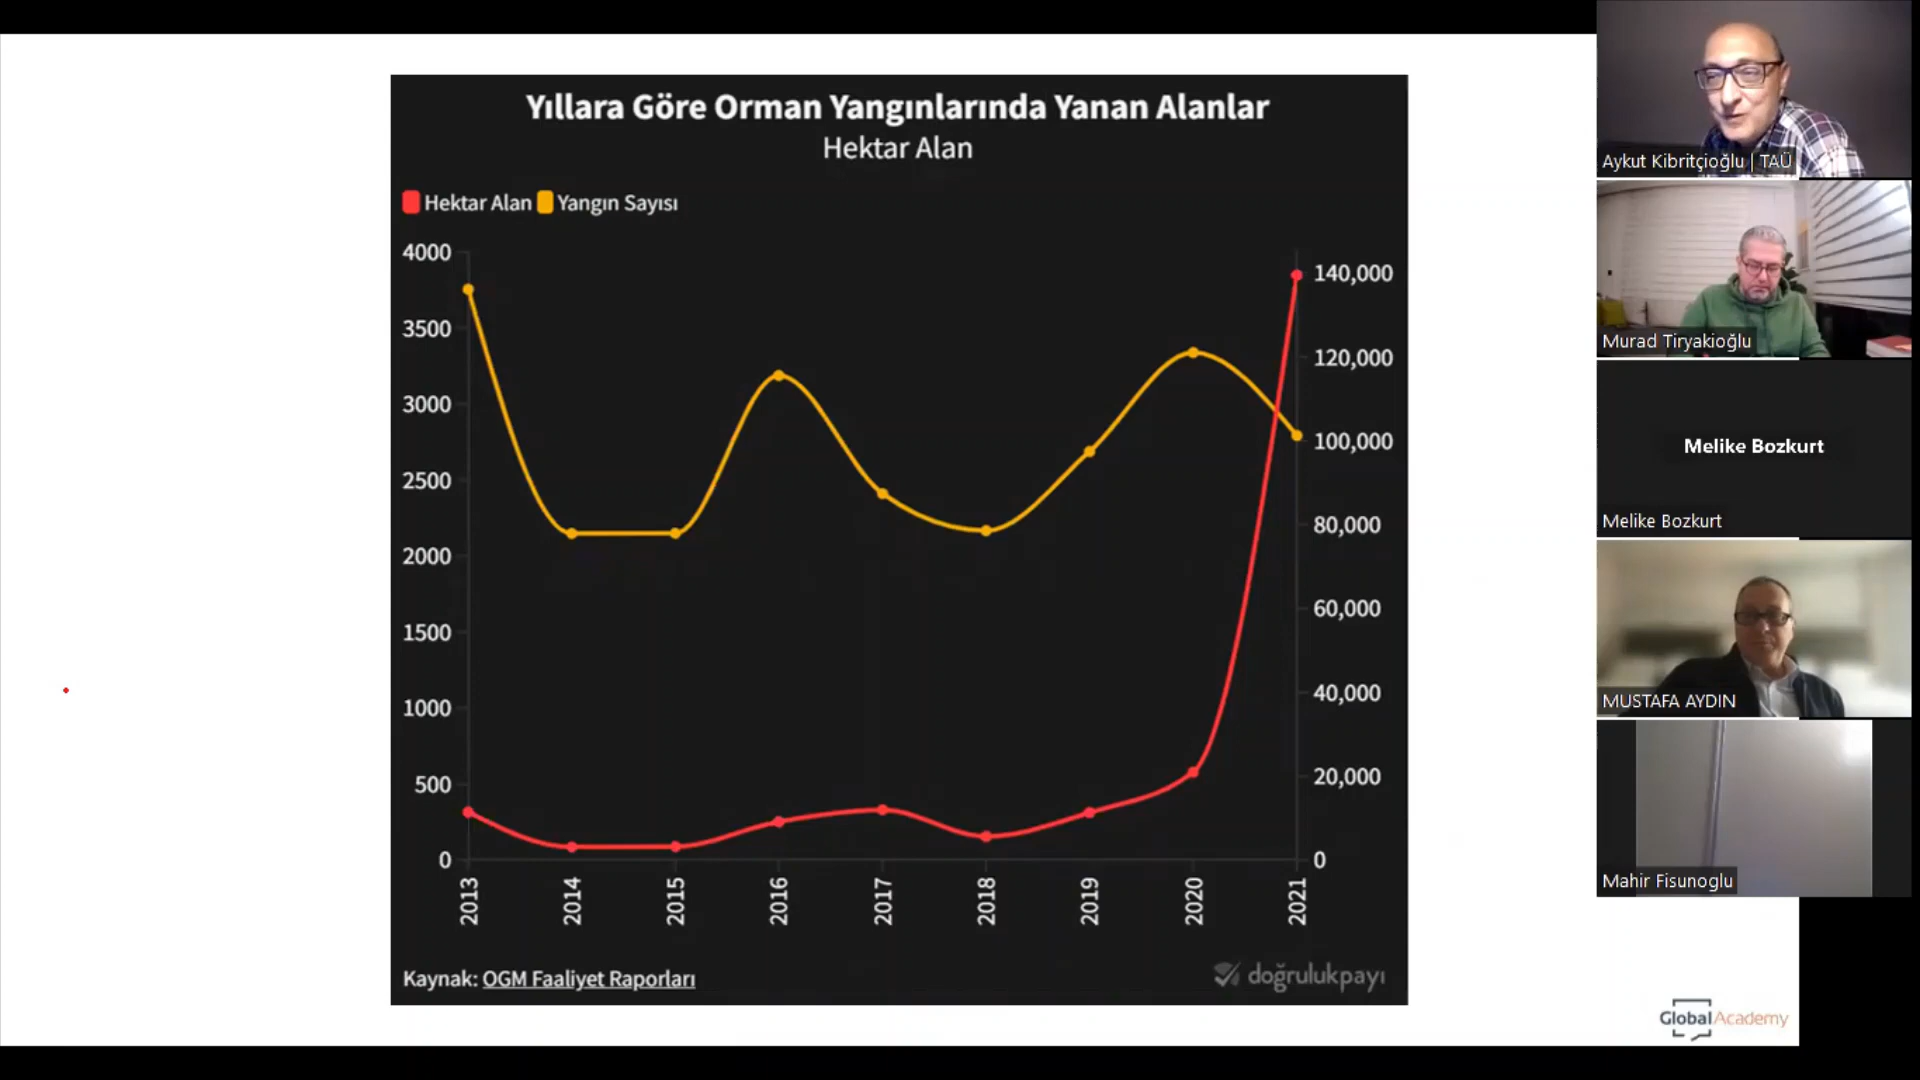 Yıllara Göre Orman Yangınlarında Yanan Alanlar
Hektar Alan
Hektar Alan Yangın Sayısı
4000
3500
3000
2500
2000
1500
1000
500
0
140,000
120,000
100,000
80,000
60,000
40,000
20,000
0
2013
2014
2015
2016
2017
2018
2019
2020
2021
Kaynak: OGM Faaliyet Raporları
doğrulukpayı
GlobalAcademy
Aykut Kibritçioğlu | TAÜ
Murad Tiryakioğlu
Melike Bozkurt
Melike Bozkurt
MUSTAFA AYDIN
Mahir Fisunoglu